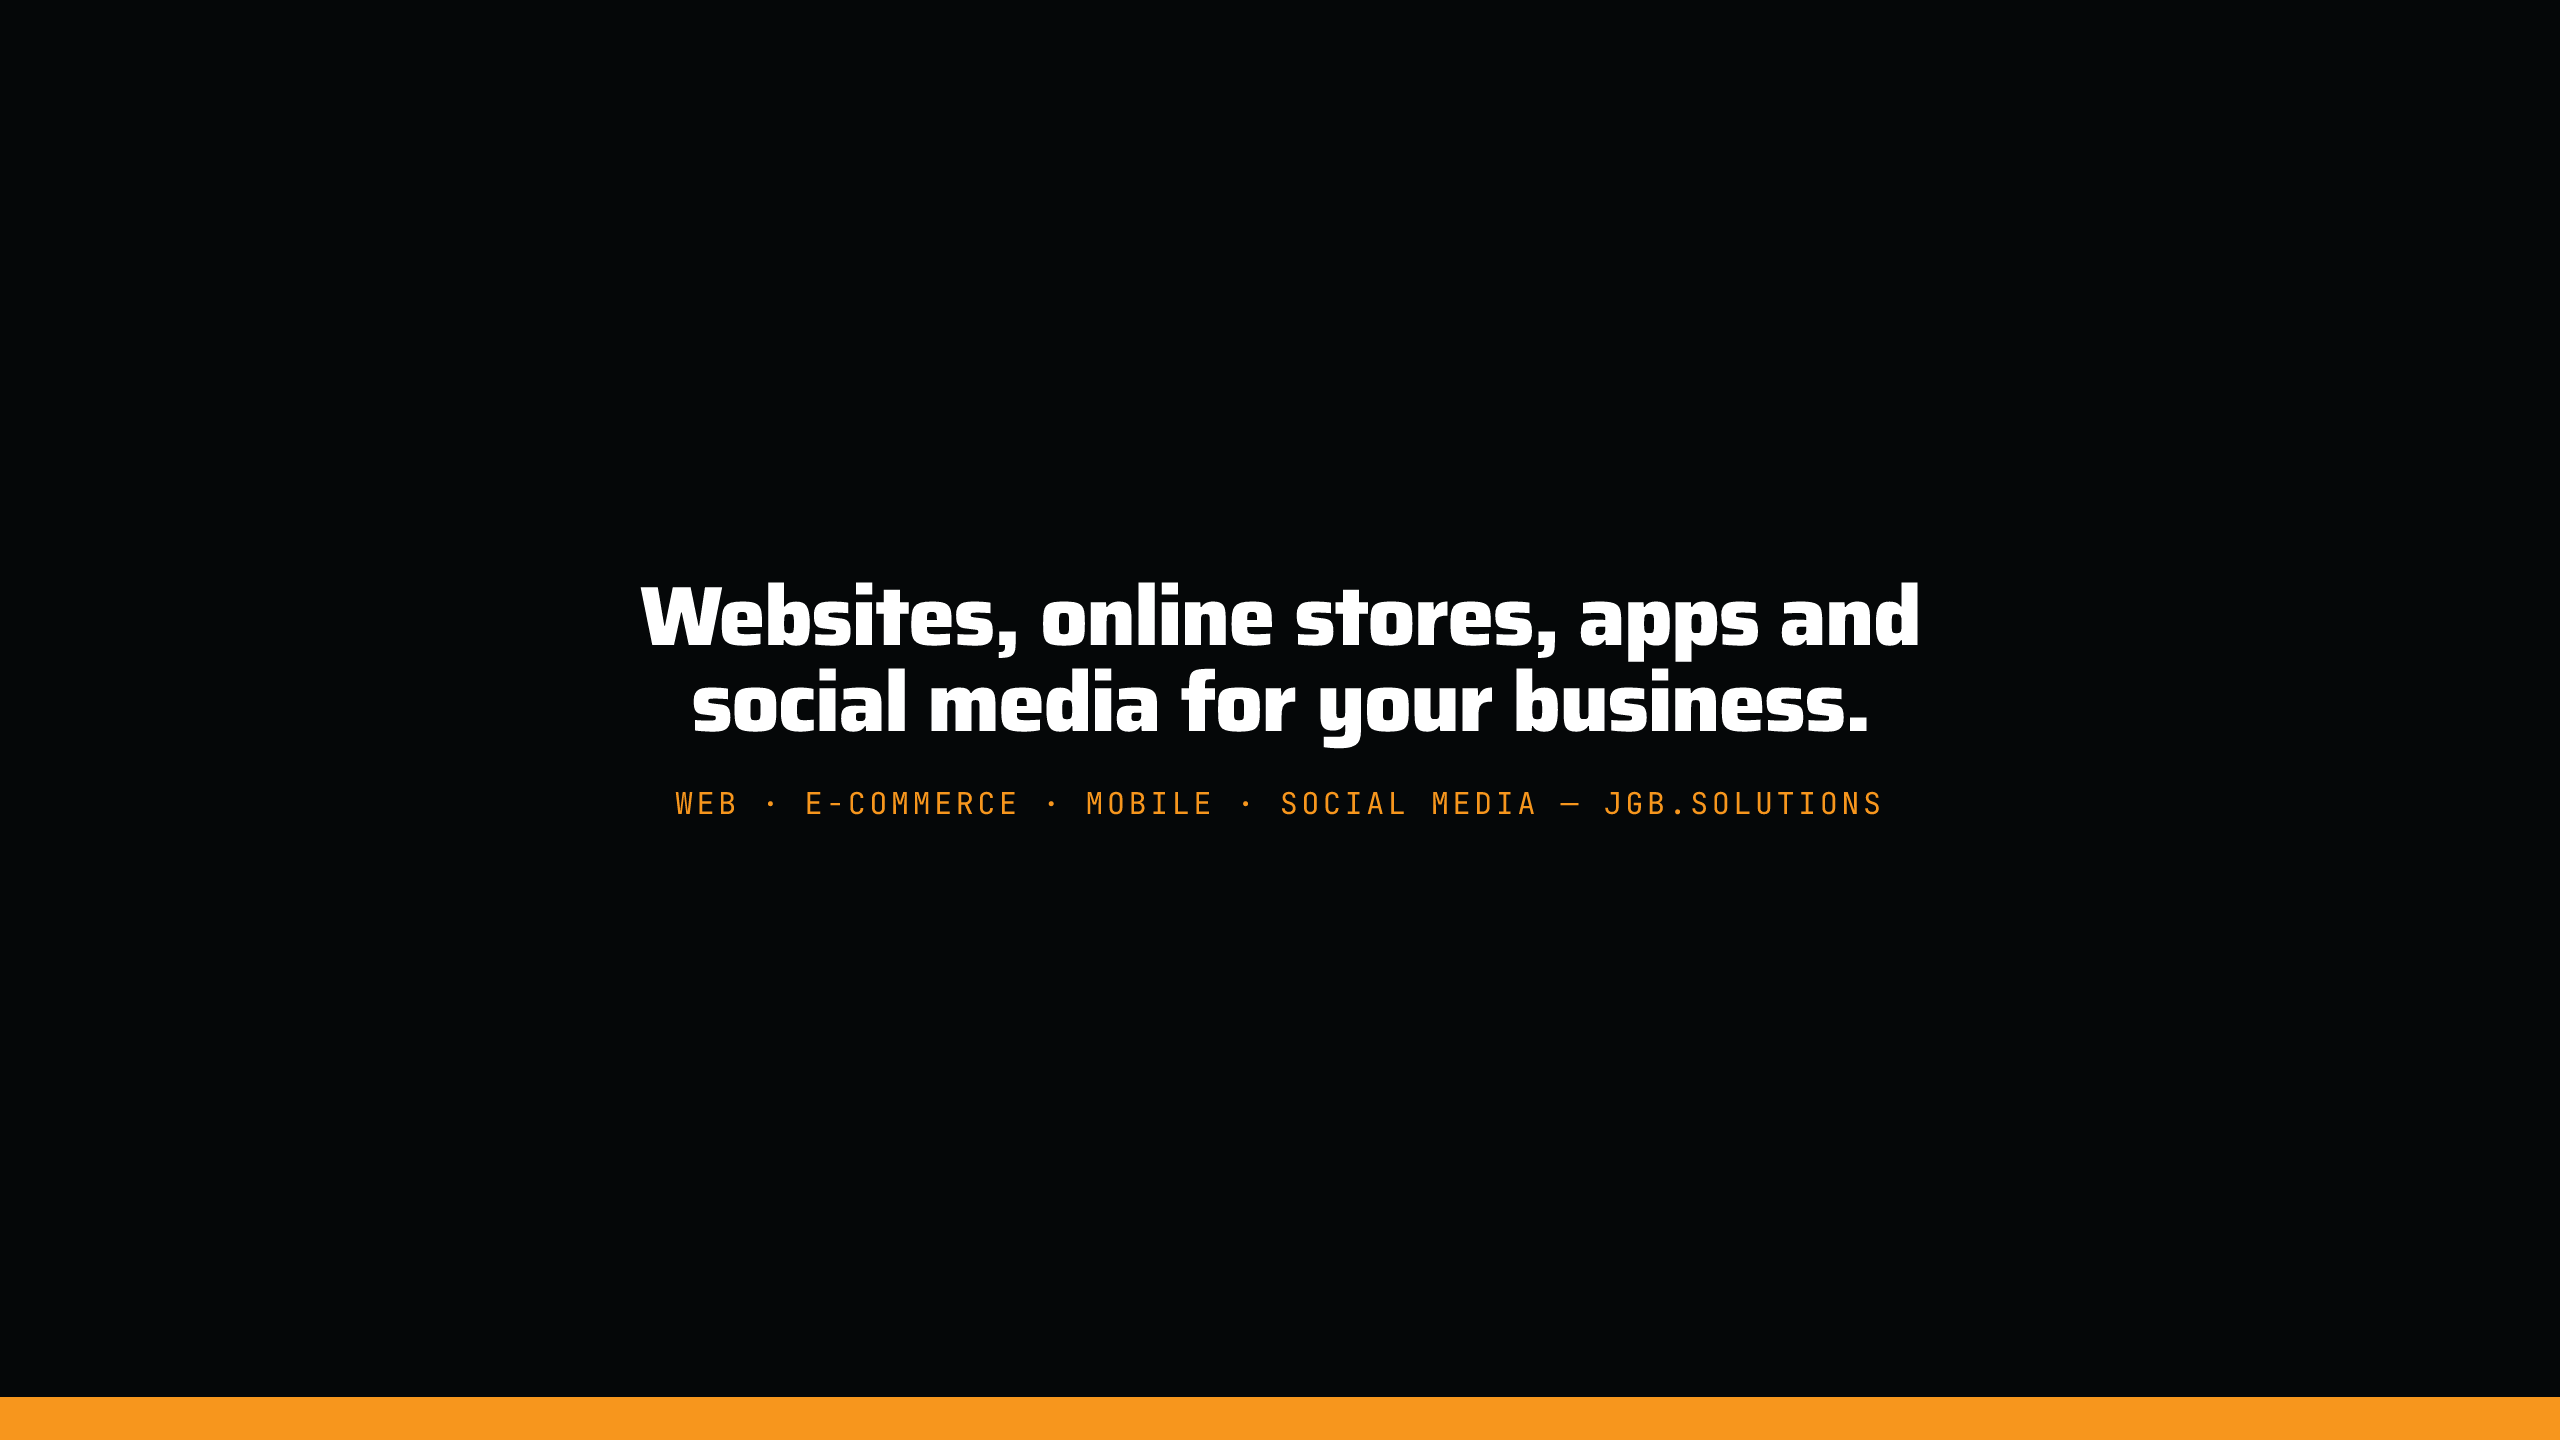 Websites, online stores, apps and
social media for your business.
WEB · E-COMMERCE · MOBILE · SOCIAL MEDIA — JGB.SOLUTIONS